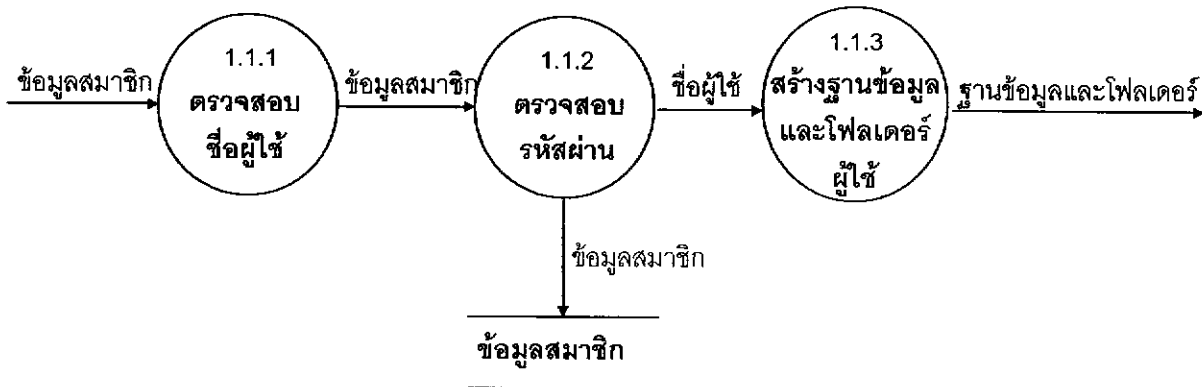 ข้อมูลสมาชิก
1.1.1
ตรวจสอบ
ชื่อผู้ใช้
ข้อมูลสมาชิก
1.1.2
ตรวจสอบ
รหัสผ่าน
ชื่อผู้ใช้
1.1.3
สร้างฐานข้อมูล
และโฟลเดอร์
ผู้ใช้
ฐานข้อมูลและโฟลเดอร์
ข้อมูลสมาชิก
ข้อมูลสมาชิก